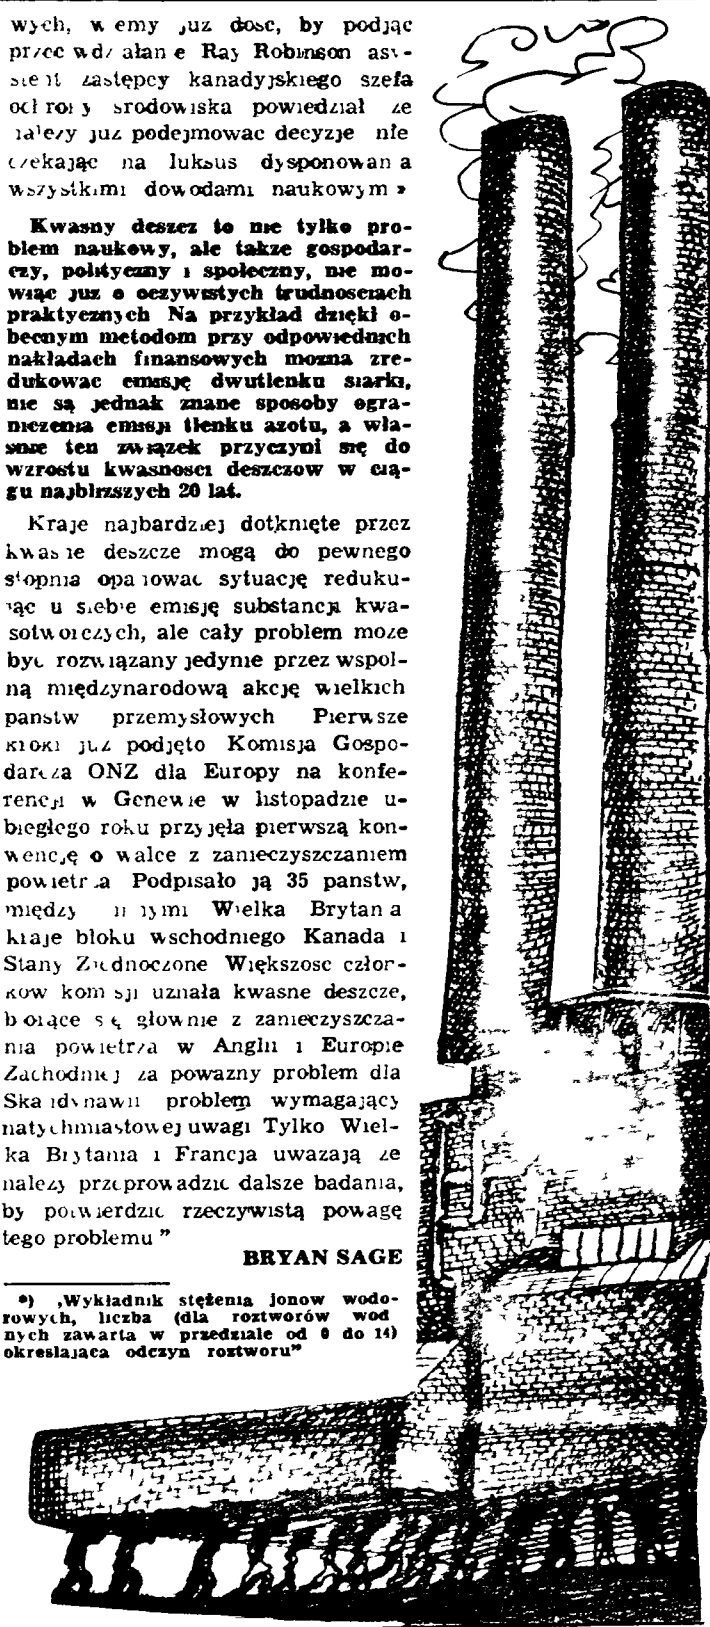 wych, wiemy już dość, by podjąć
przeciwdziałanie Ray Robinson asy-
stent zastępcy kanadyjskiego szefa
ochrony środowiska powiedział że
należy już podejmować decyzje nie
czekając na luksus dysponowania
wszystkimi dowodami naukowymi »
Kwaśny deszcz to nie tylko pro-
blem naukowy, ale także gospodar-
czy, polityczny i społeczny, nie mó-
wiąc już o oczywistych trudnościach
praktycznych Na przykład dzięki o-
becnym metodom przy odpowiednich
nakładach finansowych można zre-
dukować emisję dwutlenku siarki,
nie są jednak znane sposoby ogra-
niczenia emisji tlenku azotu, a wła-
śnie ten związek przyczyni się do
wzrostu kwasności deszczów w cią-
gu najbliższych 20 lat.
Kraje najbardziej dotknięte przez
kwaśne deszcze mogą do pewnego
stopnia opanować sytuację reduku-
jąc u siebie emisję substancji kwa-
sotwórczych, ale cały problem może
być rozwiązany jedynie przez wspól-
ną międzynarodową akcję wielkich
państw przemysłowych Pierwsze
kroki już podjęto Komisja Gospo-
darcza ONZ dla Europy na konfe-
rencji w Genewie w listopadzie u-
biegłego roku przyjęła pierwszą kon-
wencję o walce z zanieczyszczaniem
powietrza Podpisało ją 35 państw,
między innymi Wielka Brytania
kraje bloku wschodniego Kanada i
Stany Zjednoczone Większość człon-
ków komisji uznała kwaśne deszcze,
biorące się głównie z zanieczyszcza-
nia powietrza w Anglii i Europie
Zachodniej za poważny problem dla
Skandynawii problem wymagający
natychmiastowej uwagi Tylko Wiel-
ka Brytania i Francja uważają że
należy przeprowadzić dalsze badania,
by potwierdzić rzeczywistą powagę
tego problemu ”
BRYAN SAGE
*) „Wykładnik stężenia jonów wodo-
rowych, liczba (dla roztworów wod
nych zawarta w przedziale od 0 do 14)
określająca odczyn roztworu”